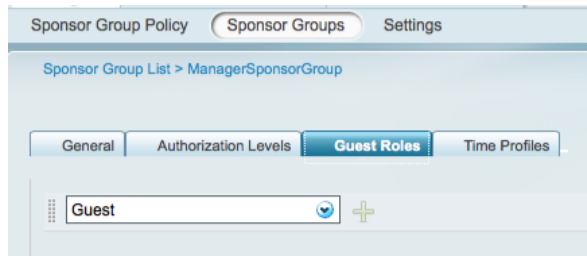 Sponsor Group Policy Sponsor Groups Settings
Sponsor Group List > ManagerSponsorGroup
General Authorization Levels Guest Roles Time Profiles
Guest